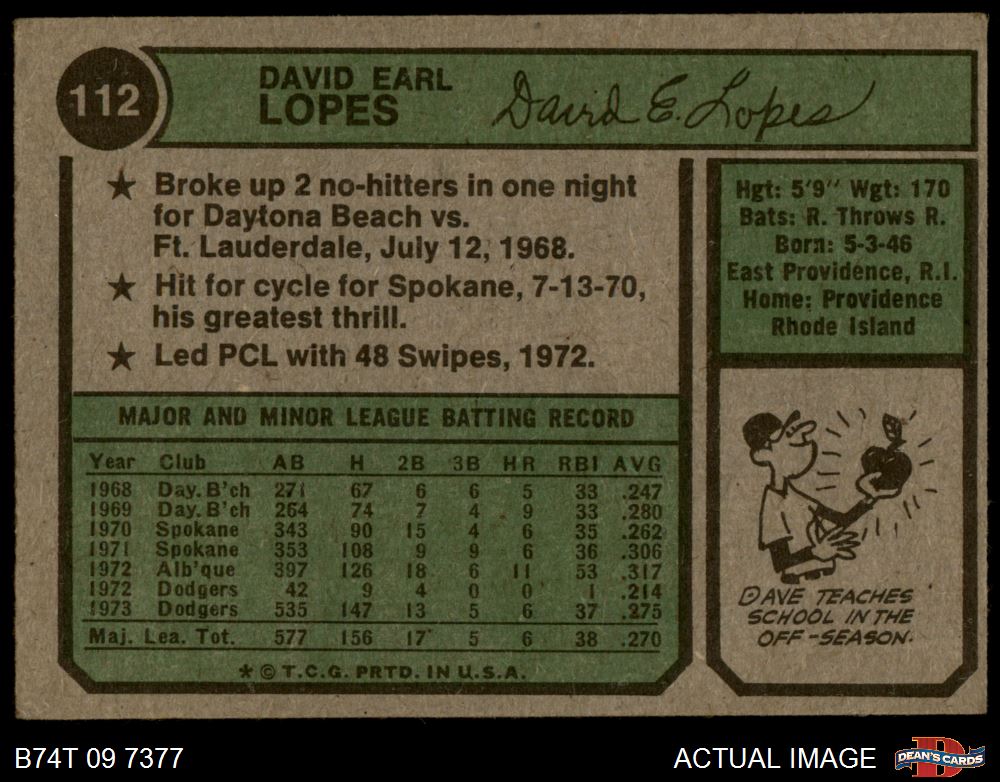 112
DAVID EARL
LOPES
David E. Lopes
★ Broke up 2 no-hitters in one night
for Daytona Beach vs.
Ft. Lauderdale, July 12, 1968.
★ Hit for cycle for Spokane, 7-13-70,
his greatest thrill.
★ Led PCL with 48 Swipes, 1972.
Hgt: 5'9" Wgt: 170
Bats: R. Throws R.
Born: 5-3-46
East Providence, R.I.
Home: Providence
Rhode Island
MAJOR AND MINOR LEAGUE BATTING RECORD
Year Club AB H 2B 3B HR RBI AVG
1968 Day. B'ch 271 67 6 6 5 33 .247
1969 Day. B'ch 264 74 7 4 9 33 .280
1970 Spokane 343 90 15 4 6 35 .262
1971 Spokane 353 108 9 9 6 36 .306
1972 Alb'que 397 126 18 6 11 53 .317
1972 Dodgers 42 9 4 0 0 1 .214
1973 Dodgers 535 147 13 5 6 37 .275
Maj. Lea. Tot. 577 156 17 5 6 38 .270
* © T.C.G. PRTD. IN U.S.A.
DAVE TEACHES
SCHOOL IN THE
OFF-SEASON.
B74T 09 7377
ACTUAL IMAGE
D
DEAN'S CARDS